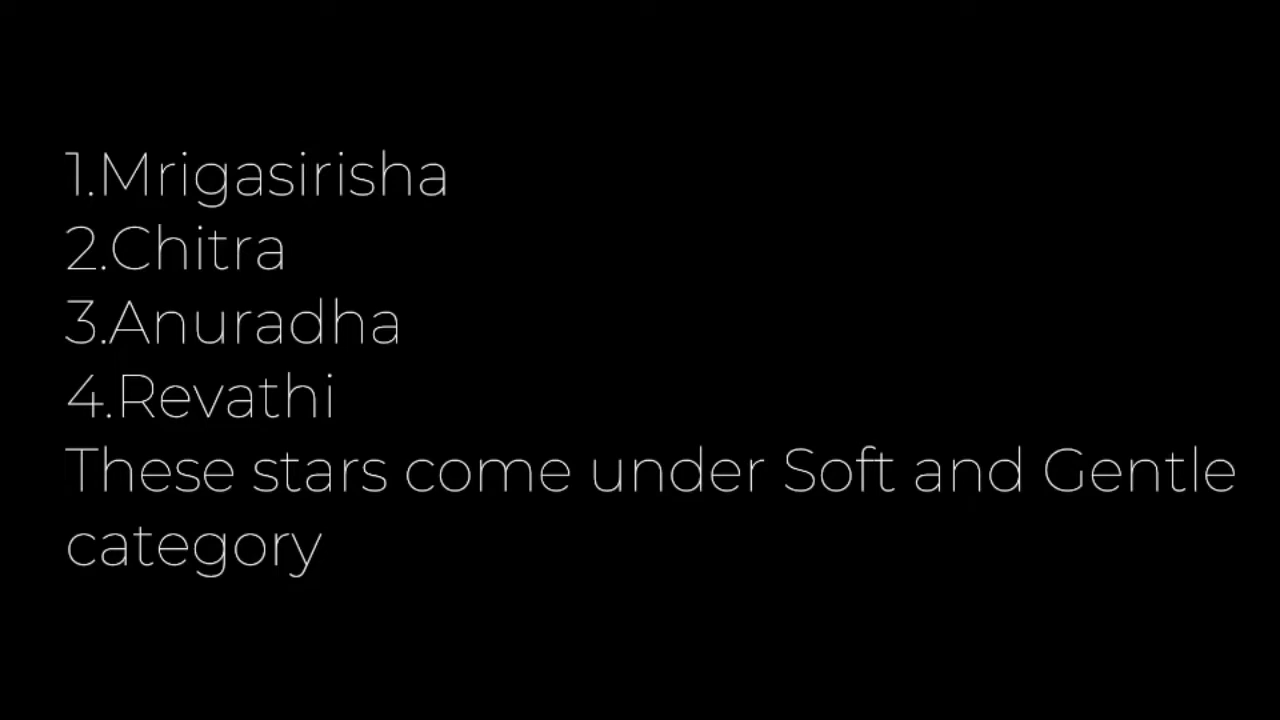 1.Mrigasirisha
2.Chitra
3.Anuradha
4.Revathi
These stars come under Soft and Gentle
category